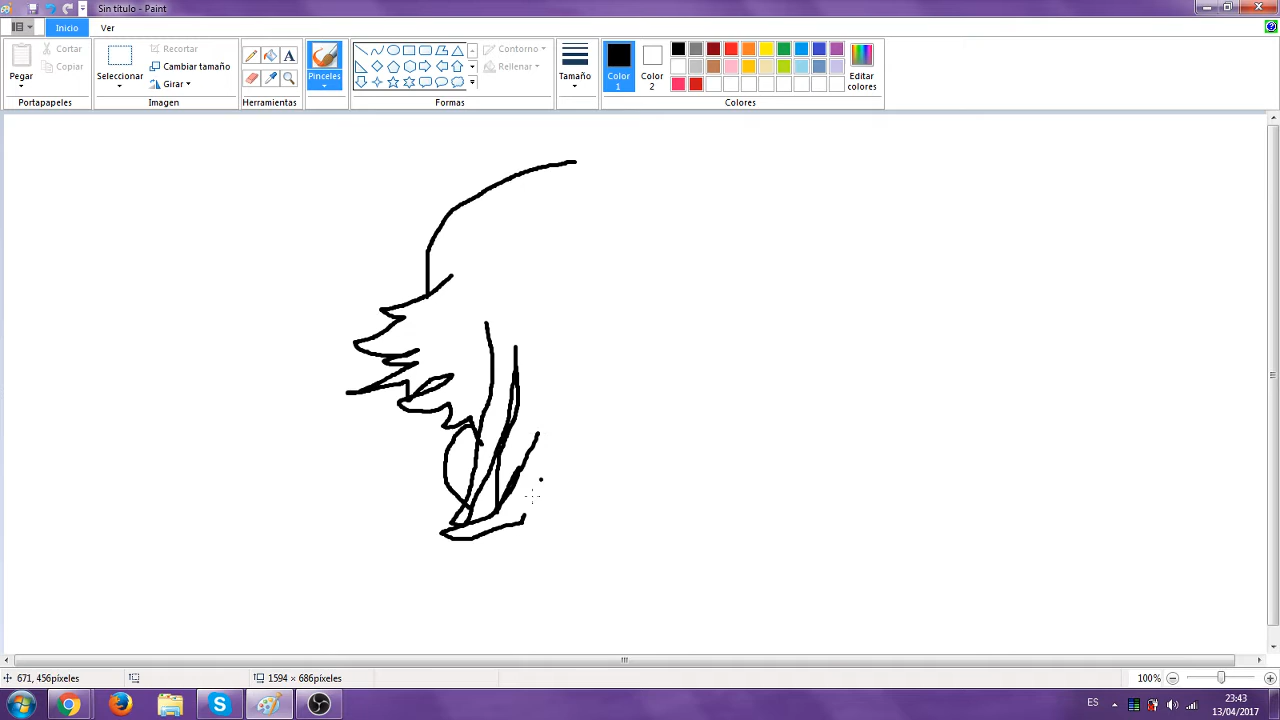 Sin titulo - Paint
Inicio
Ver
Pegar
Cortar
Copiar
Portapapeles
Seleccionar
Recortar
Cambiar tamaño
Girar
Imagen
A
Herramientas
Pinceles
Contorno
Rellenar
Formas
Tamaño
Color 1
Color 2
Editar colores
Colores
671, 456píxeles
1594 × 686píxeles
100%
ES
23:43
13/04/2017